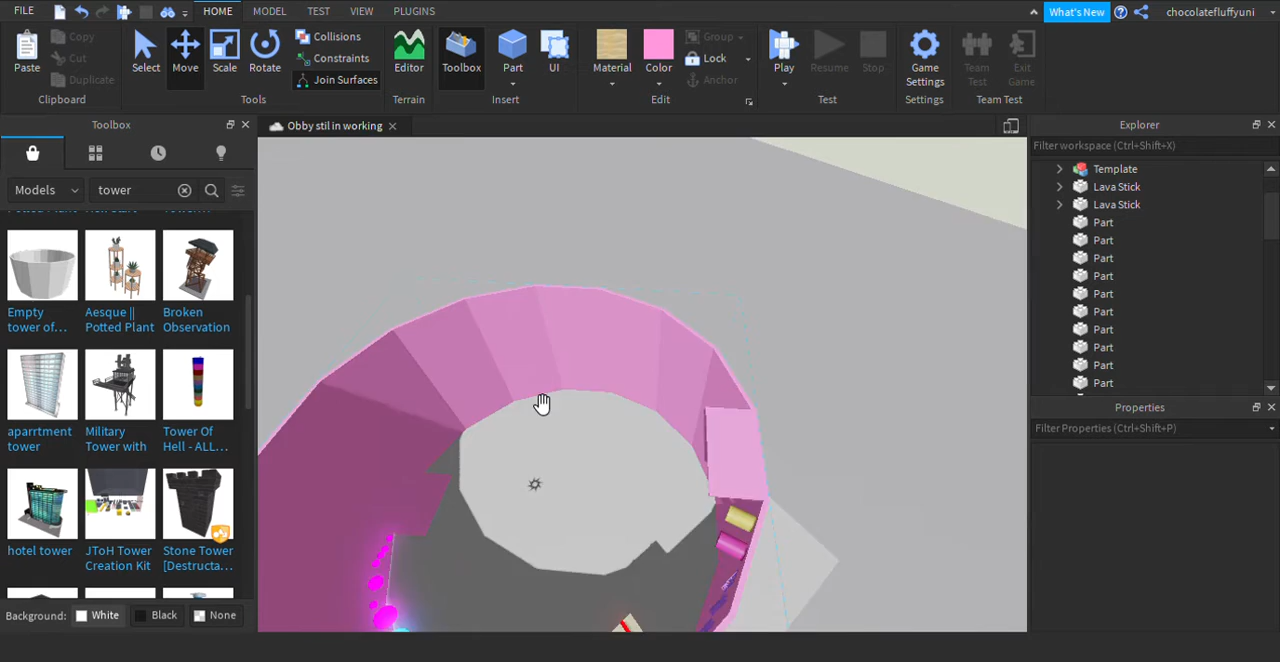 FILE
HOME
MODEL
TEST
VIEW
PLUGINS
What's New
chocolatefluffyuni
Paste
Copy
Cut
Duplicate
Clipboard
Select
Move
Scale
Rotate
Collisions
Constraints
Join Surfaces
Tools
Editor
Terrain
Toolbox
Part
UI
Insert
Material
Color
Group
Lock
Anchor
Edit
Play
Resume
Stop
Test
Game
Settings
Settings
Team
Test
Exit
Game
Team Test
Toolbox
Obby stil in working
Explorer
Filter workspace (Ctrl+Shift+X)
Models
tower
Template
Lava Stick
Lava Stick
Part
Part
Part
Part
Part
Part
Part
Part
Part
Part
Empty
tower of...
Aesque ||
Potted Plant
Broken
Observation
aparrtment
tower
Military
Tower with
Tower Of
Hell - ALL...
hotel tower
JToH Tower
Creation Kit
Stone Tower
[Destructa...
Background:
White
Black
None
Properties
Filter Properties (Ctrl+Shift+P)